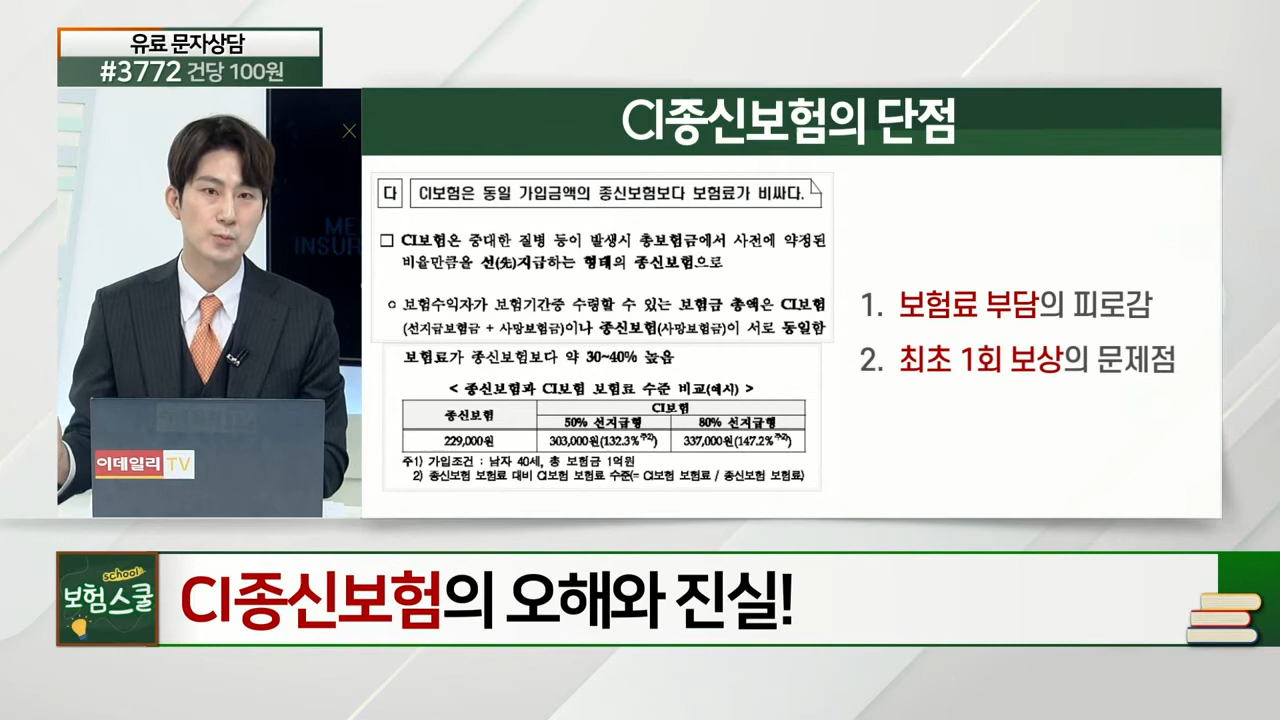 유료 문자상담
#3772 건당 100원
CI종신보험의 단점
다 CI보험은 동일 가입금액의 종신보험보다 보험료가 비싸다.
□ CI보험은 중대한 질병 등이 발생시 총보험금에서 사전에 약정된
비율만큼을 선(先)지급하는 형태의 종신보험으로
○ 보험수익자가 보험기간중 수령할 수 있는 보험금 총액은 CI보험
(선지급보험금 + 사망보험금)이나 종신보험(사망보험금)이 서로 동일함
보험료가 종신보험보다 약 30~40% 높음
< 종신보험과 CI보험 보험료 수준 비교(예시) >
종신보험 CI보험
50% 선지급형 80% 선지급형
229,000원 303,000원(132.3%주2)) 337,000원(147.2%주2))
주1) 가입조건 : 남자 40세, 총 보험금 1억원
2) 종신보험 보험료 대비 CI보험 보험료 수준(= CI보험 보험료 / 종신보험 보험료)
1. 보험료 부담의 피로감
2. 최초 1회 보상의 문제점
이데일리 TV
school
보험스쿨
CI종신보험의 오해와 진실!